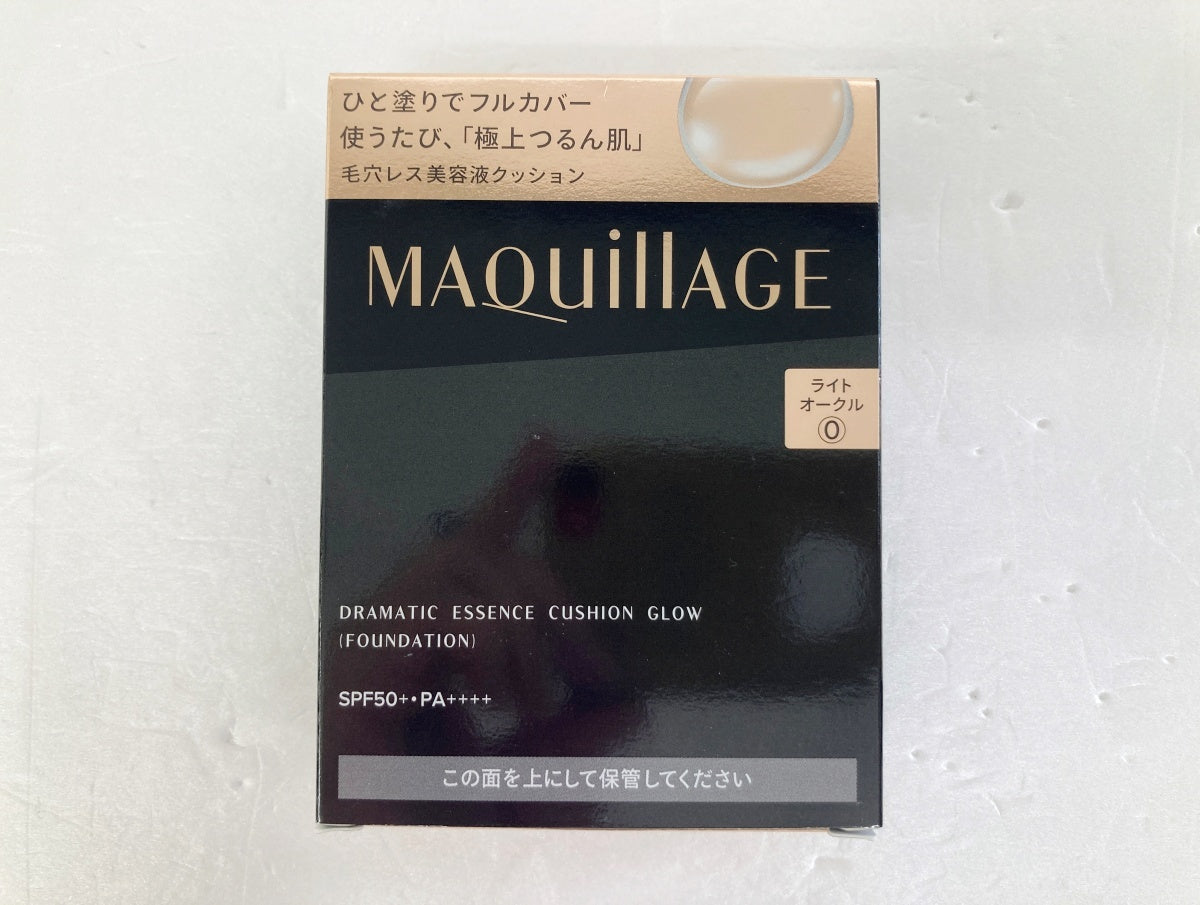 ひと塗りでフルカバー
使うたび、「極上つるん肌」
毛穴レス美容液クッション
MAQuillAGE
ライト
オークル
⓪
DRAMATIC ESSENCE CUSHION GLOW
(FOUNDATION)
SPF50+・PA++++
この面を上にして保管してください